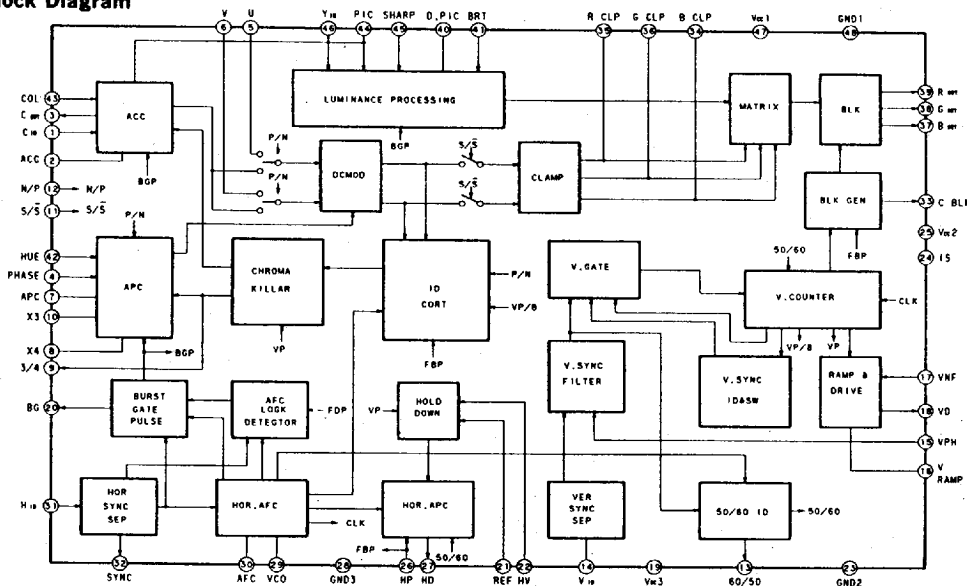 ock Diagram
V U Y IN PIC SHARP D.PIC BRT R CLP G CLP B CLP Vcc1 GND1
6 5 46 44 45 40 41 35 36 34 47 48
COL 43
C OUT 3
C IN 1
ACC 2
N/P 12 N/P
S/S̄ 11 S/S̄
HUE 42
PHASE 4
APC 7
X3 10
X4 8
3/4 9
BG 20
H IN 31
ACC
BGP
P/N
P/N
LUMINANCE PROCESSING
BGP
DCMOD
S/S̄
S/S̄
CLAMP
MATRIX
BLK
39 R OUT
38 G OUT
37 B OUT
BLK GEN
FBP
33 C BLI
25 Vcc2
24 IS
P/N
APC
BGP
CHROMA
KILLAR
VP
ID
CORT
P/N
VP/8
FBP
V.GATE
50/60
V.COUNTER
CLK
VP/8
VP
V.SYNC
FILTER
V.SYNC
ID&SW
RAMP &
DRIVE
17 VNF
18 VD
15 VPH
16 V
RAMP
BURST
GATE
PULSE
AFC
LOCK
DETECTOR
FDP
VP
HOLD
DOWN
HOR
SYNC
SEP
HOR.AFC
CLK
HOR.APC
FBP
50/60
VER
SYNC
SEP
50/60 ID
50/60
32 30 29 28 26 27 21 22 14 19 13 23
SYNC AFC VCO GND3 HP HD REF HV V IN Vcc3 60/50 GND2